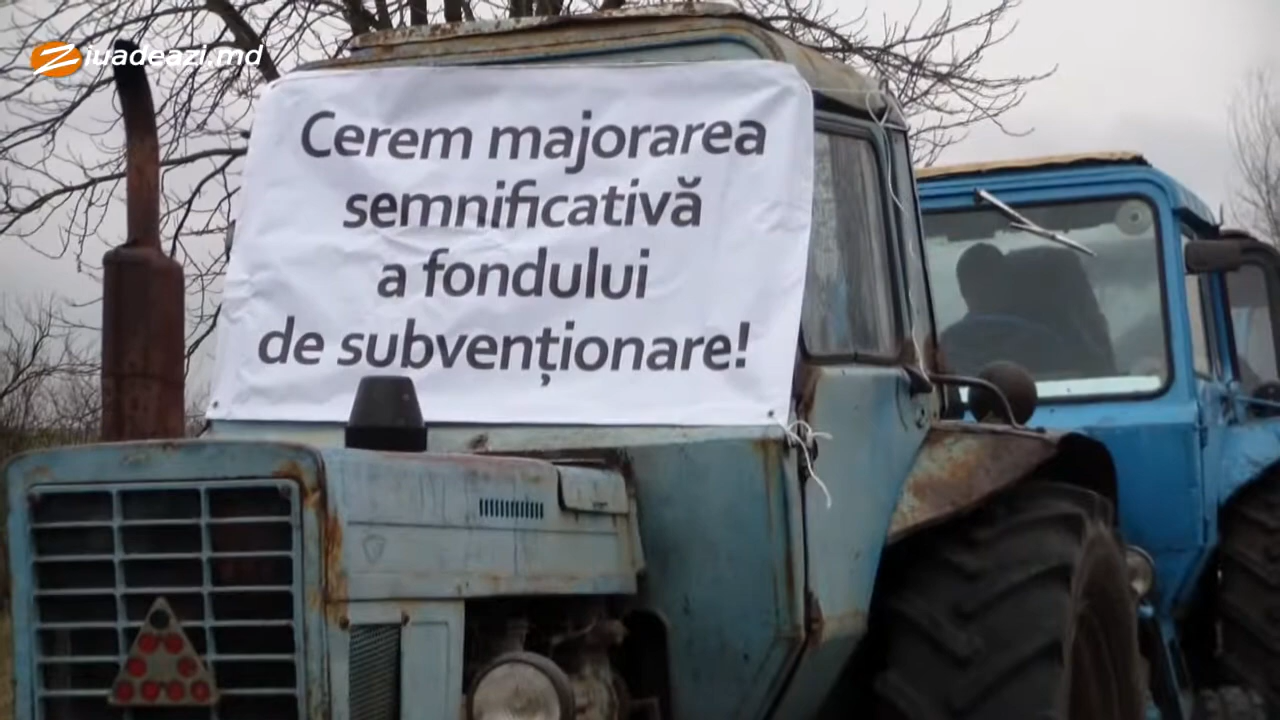 Ziuadeazi.md
Cerem majorarea
semnificativă
a fondului
de subvenționare!